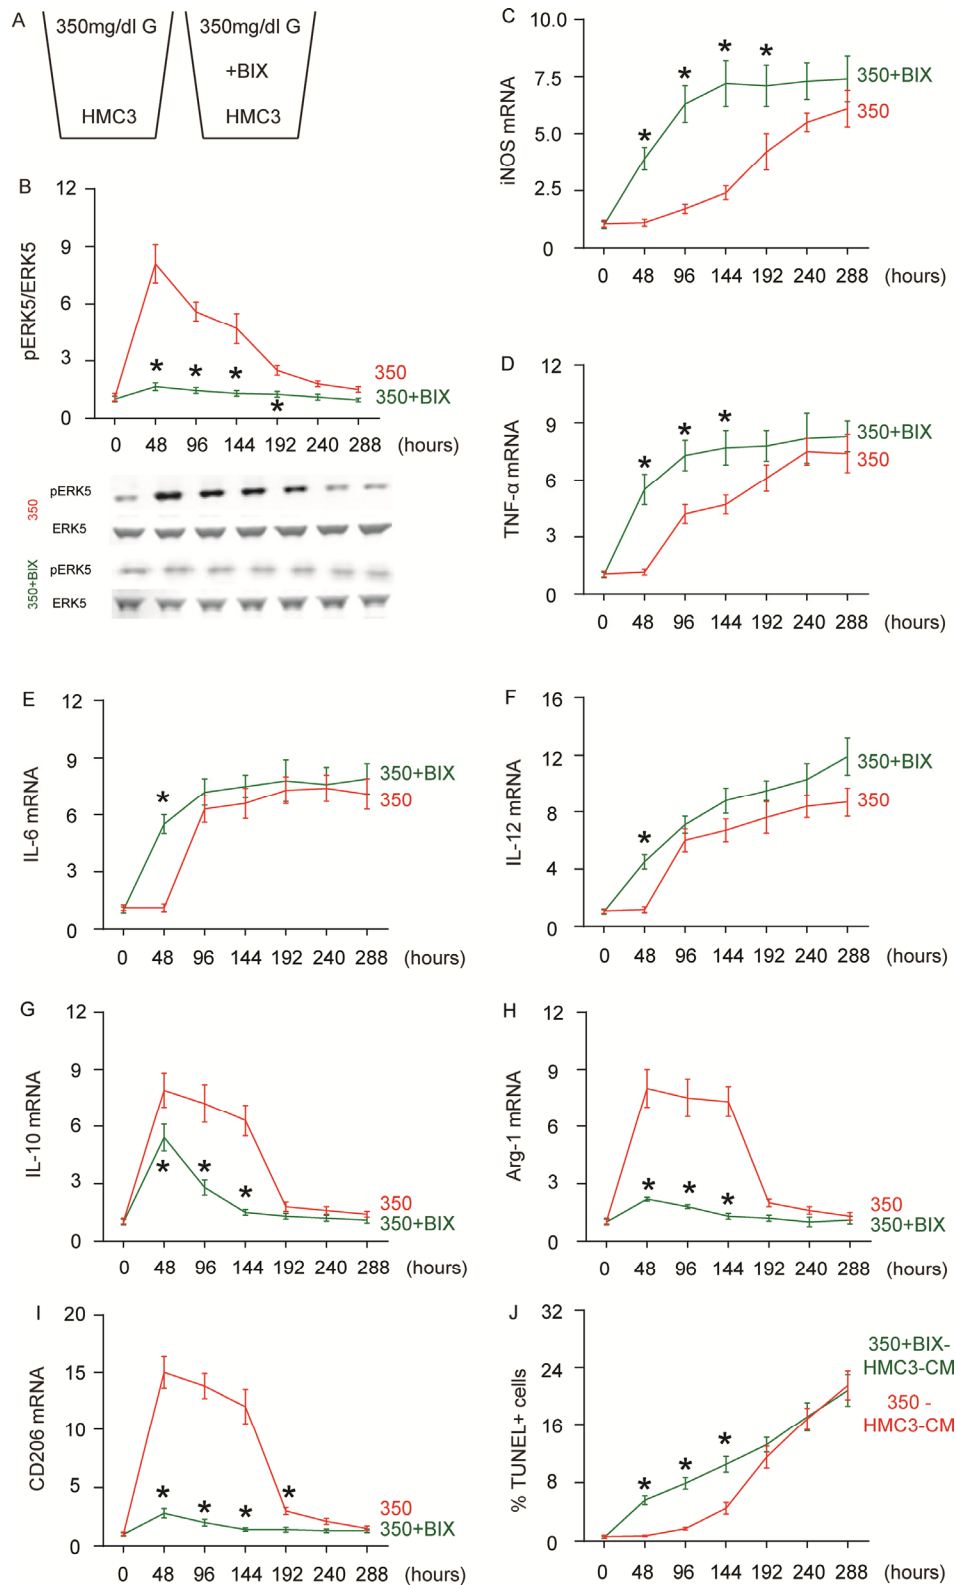 A
350mg/dl G
HMC3
350mg/dl G
+BIX
HMC3
B
pERK5/ERK5
12
9
6
3
0
* * * *
350
350+BIX
0 48 96 144 192 240 288 (hours)
350
pERK5
ERK5
350+BIX
pERK5
ERK5
C
iNOS mRNA
10.0
7.5
5.0
2.5
0
* * * *
350+BIX
350
0 48 96 144 192 240 288 (hours)
D
TNF-α mRNA
12
9
6
3
0
* * *
350+BIX
350
0 48 96 144 192 240 288 (hours)
E
IL-6 mRNA
12
9
6
3
0
*
350+BIX
350
0 48 96 144 192 240 288 (hours)
F
IL-12 mRNA
16
12
8
4
0
*
350+BIX
350
0 48 96 144 192 240 288 (hours)
G
IL-10 mRNA
12
9
6
3
0
* * *
350
350+BIX
0 48 96 144 192 240 288 (hours)
H
Arg-1 mRNA
12
9
6
3
0
* * *
350
350+BIX
0 48 96 144 192 240 288 (hours)
I
CD206 mRNA
20
15
10
5
0
* * * *
350
350+BIX
0 48 96 144 192 240 288 (hours)
J
% TUNEL+ cells
32
24
16
8
0
* * *
350+BIX-
HMC3-CM
350 -
HMC3-CM
0 48 96 144 192 240 288 (hours)